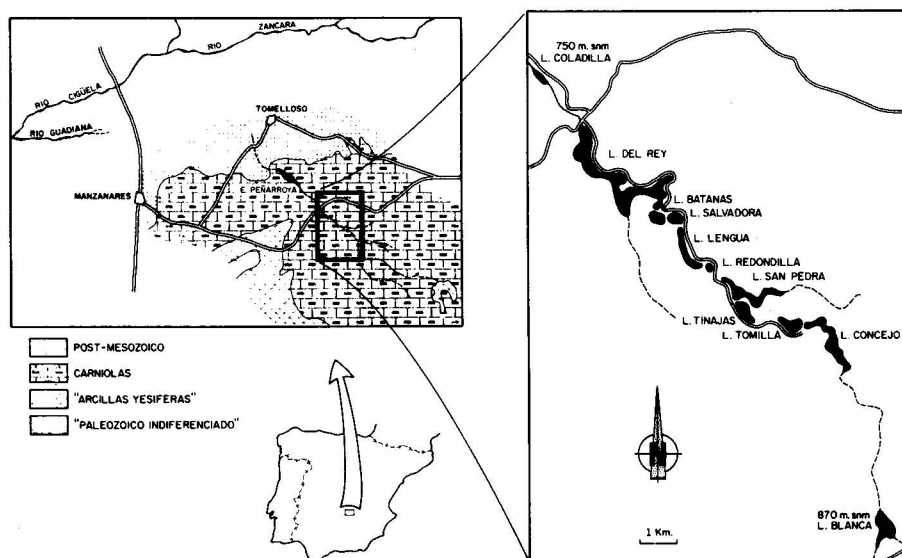 RIO
ZANCARA
RIO CIGÜELA
RIO GUADIANA
TOMELLOSO
E. PEÑARROYA
MANZANARES
POST-MESOZOICO
CARNIOLAS
"ARCILLAS YESIFERAS"
"PALEOZOICO INDIFERENCIADO"
750 m. snm
L. COLADILLA
L. DEL REY
L. BATANAS
L. SALVADORA
L. LENGUA
L. REDONDILLA
L. SAN PEDRA
L. TINAJAS
L. TOMILLA
L. CONCEJO
1 Km.
870 m. snm
L. BLANCA